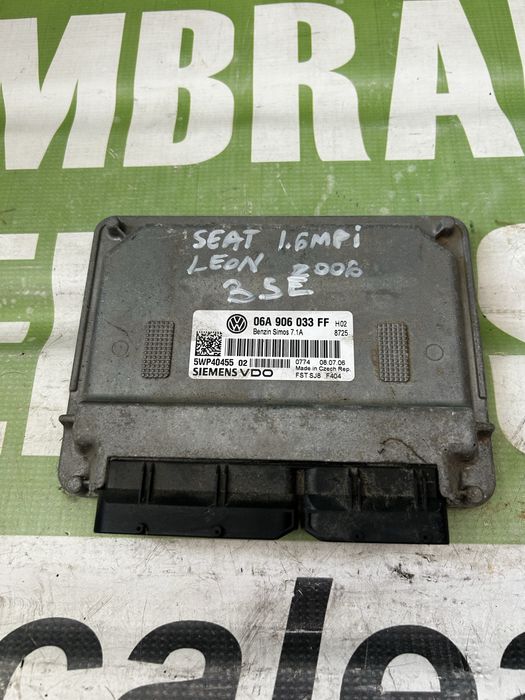 MBRA
SEAT 1.6MPi
LEON 2006
BSE
06A 906 033 FF H02
Benzin Simos 7.1A 8725
5WP40455 02 0774 08.07.06
SIEMENS VDO Made in Czech Rep.
FST SJ8 F404
cale